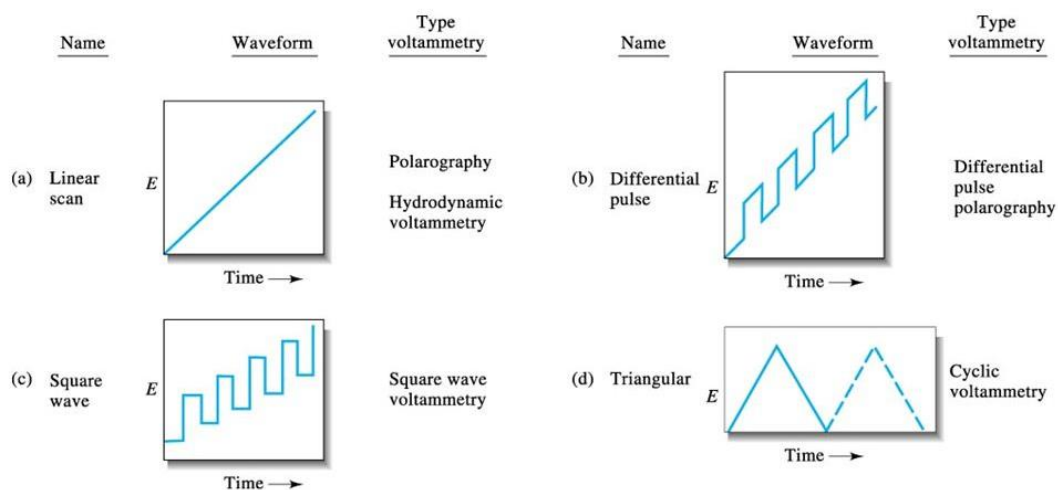 Name
Waveform
Type
voltammetry
(a) Linear
scan
E
Time
Polarography
Hydrodynamic
voltammetry
Name
Waveform
Type
voltammetry
(b) Differential
pulse
E
Time
Differential
pulse
polarography
(c) Square
wave
E
Time
Square wave
voltammetry
(d) Triangular
E
Time
Cyclic
voltammetry